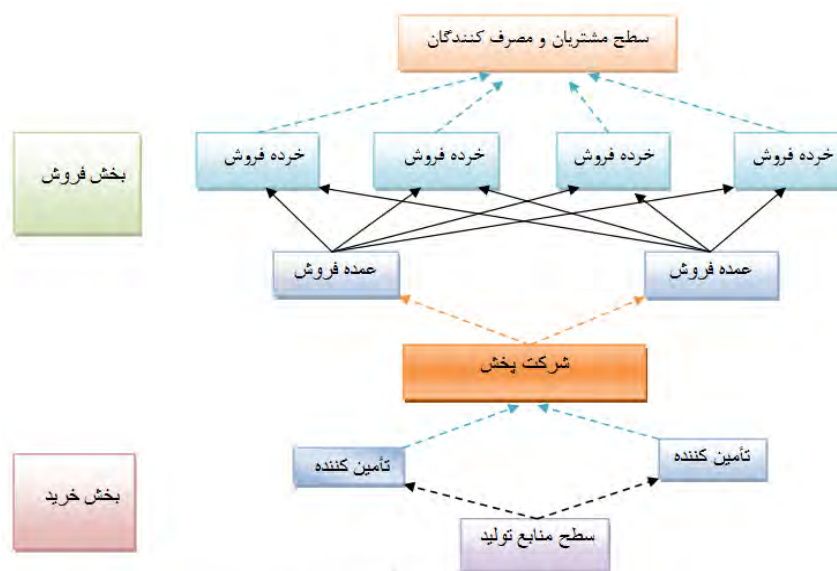 سطح مشتریان و مصرف کنندگان
خرده فروش
خرده فروش
خرده فروش
خرده فروش
بخش فروش
عمده فروش
عمده فروش
شرکت پخش
تأمین کننده
تأمین کننده
بخش خرید
سطح منابع تولید